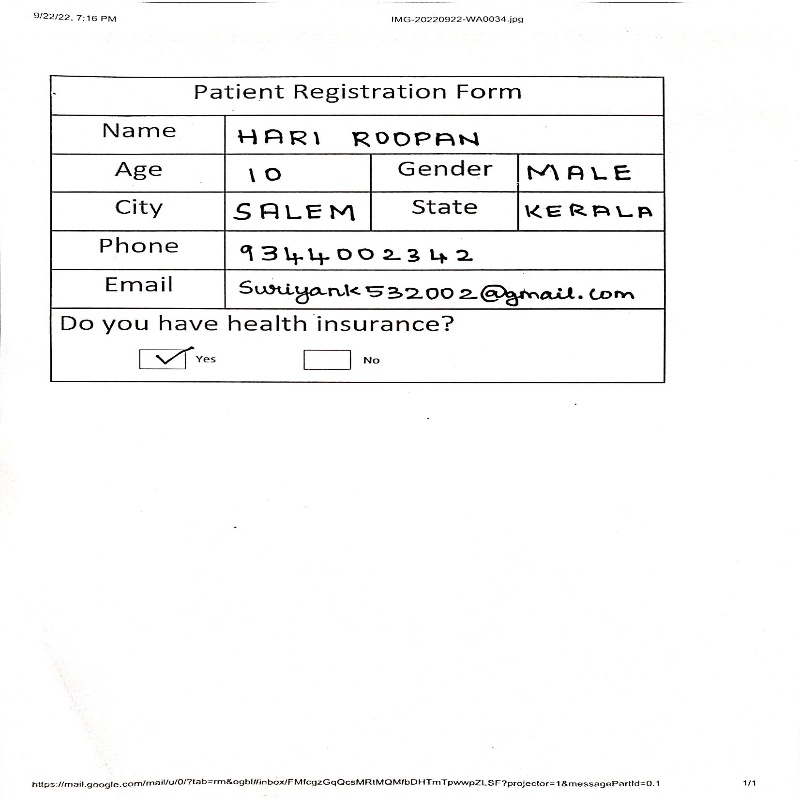 9/22/22, 7:16 PM IMG-20220922-WA0034.jpg
Patient Registration Form
Name HARI ROOPAN
Age 10 Gender MALE
City SALEM State KERALA
Phone 9344002342
Email Suriyank532002@gmail.com
Do you have health insurance?
Yes No
https://mail.google.com/mail/u/0/?tab=rm&ogbl#inbox/FMfcgzGqQcsMRtMQMfbDHTmTpwwpZLSF?projector=1&messagePartId=0.1 1/1